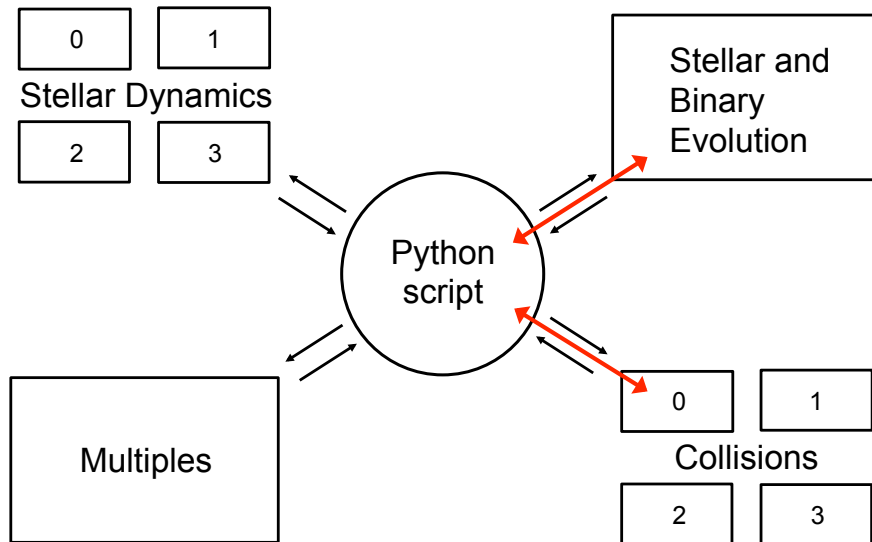 0
1
Stellar Dynamics
2
3
Stellar and
Binary
Evolution
Python
script
Multiples
0
1
Collisions
2
3